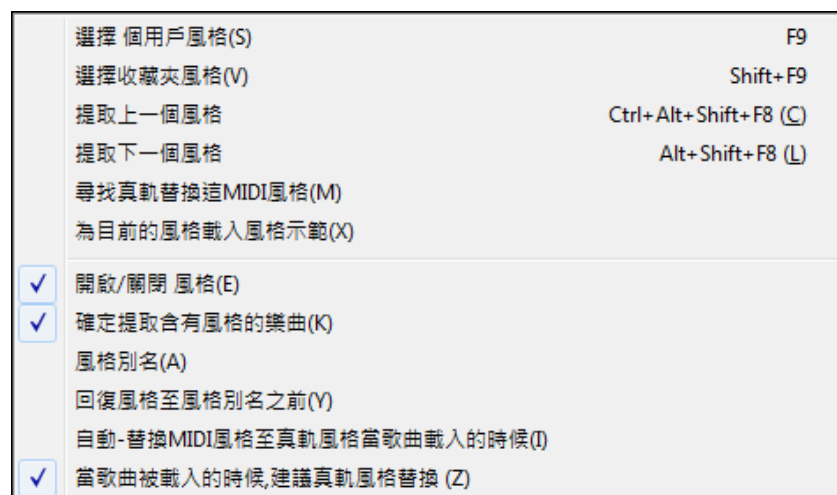 選擇 個用戶風格(S) F9
選擇收藏夾風格(V) Shift+F9
提取上一個風格 Ctrl+Alt+Shift+F8 (C)
提取下一個風格 Alt+Shift+F8 (L)
尋找真軌替換這MIDI風格(M)
為目前的風格載入風格示範(X)
開啟/關閉 風格(E)
確定提取含有風格的樂曲(K)
風格別名(A)
回復風格至風格別名之前(Y)
自動-替換MIDI風格至真軌風格當歌曲載入的時候(I)
當歌曲被載入的時候,建議真軌風格替換 (Z)